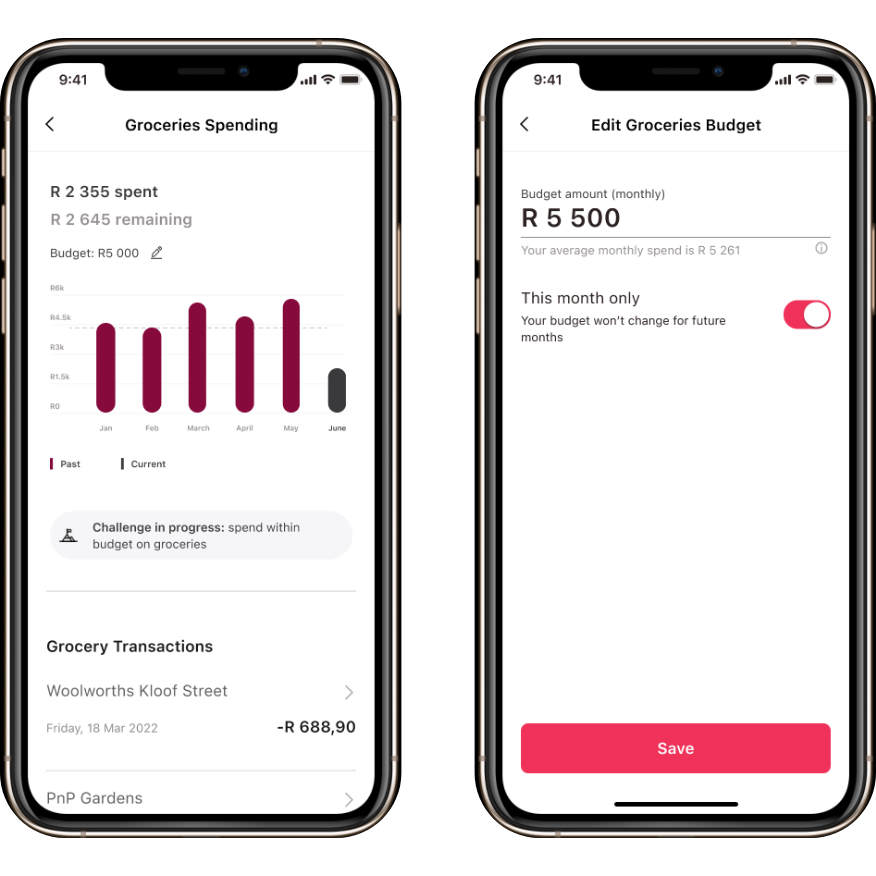 9:41
Groceries Spending
R 2 355 spent
R 2 645 remaining
Budget: R5 000
R6k
R4.5k
R3k
R1.5k
R0
Jan Feb March April May June
Past Current
Challenge in progress: spend within
budget on groceries
Grocery Transactions
Woolworths Kloof Street
Friday, 18 Mar 2022 -R 688,90
PnP Gardens
9:41
Edit Groceries Budget
Budget amount (monthly)
R 5 500
Your average monthly spend is R 5 261
This month only
Your budget won’t change for future
months
Save